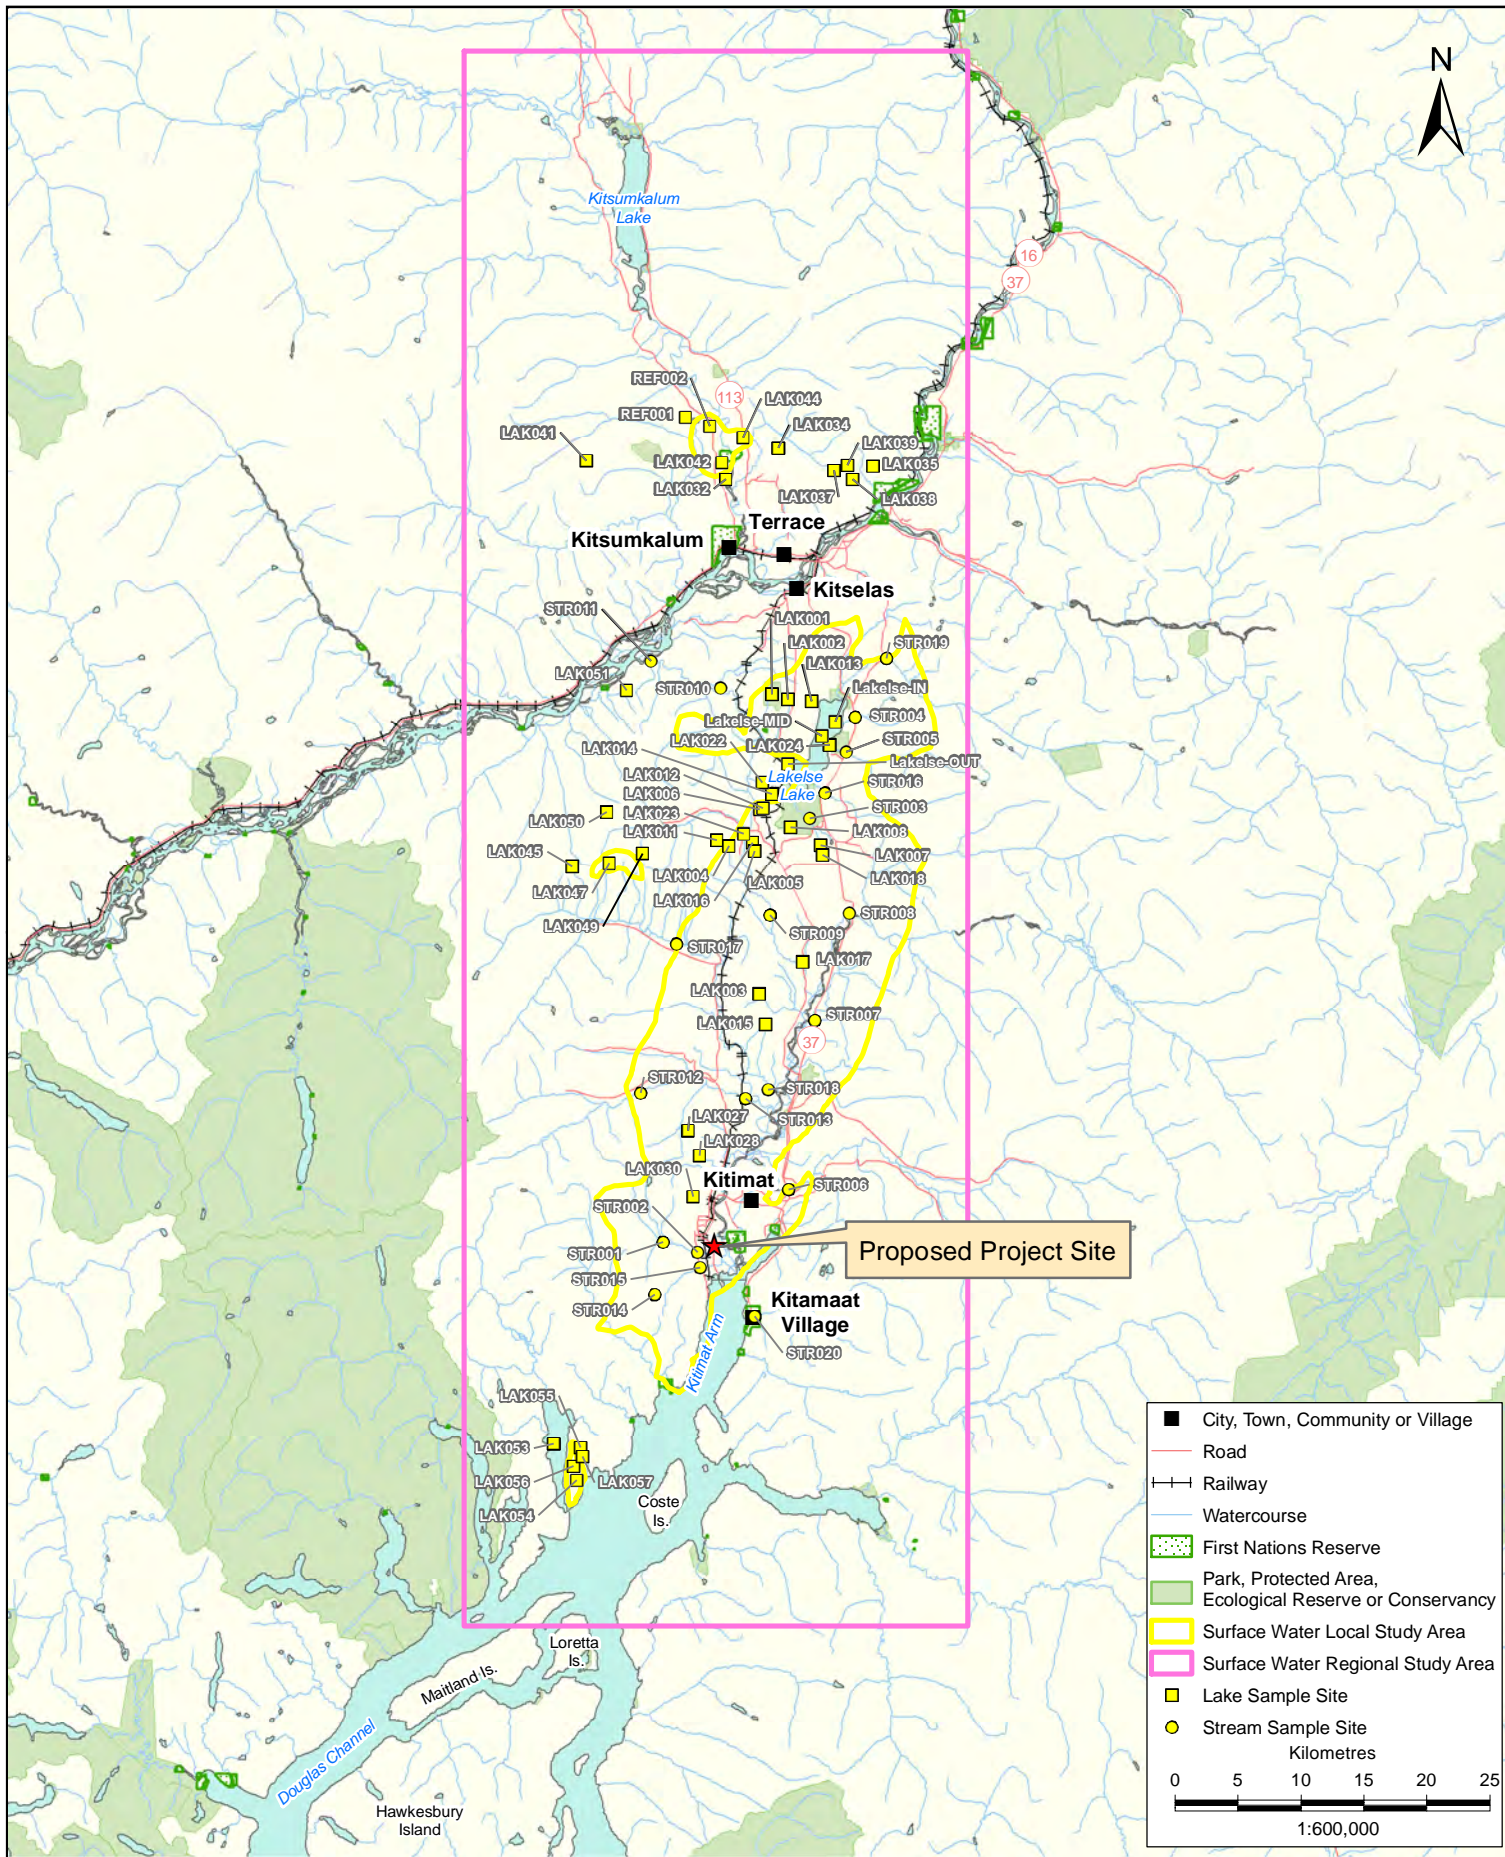 N
Kitsumkalum
Lake
16
37
REF002
113
LAK044
REF001
LAK034
LAK041
LAK039
LAK042
LAK035
LAK032
LAK037
LAK038
Terrace
Kitsumkalum
Kitselas
STR011
LAK001
LAK002
STR019
LAK013
LAK051
STR010
Lakelse-IN
Lakelse-MID
STR004
LAK022
STR005
LAK014
LAK024
Lakelse-OUT
LAK012
Lakelse
Lake
STR016
LAK006
STR003
LAK023
LAK050
LAK011
LAK008
LAK045
LAK007
LAK004
LAK005
LAK018
LAK047
LAK016
LAK049
STR008
STR009
STR017
LAK017
LAK003
LAK015
STR007
37
STR012
STR018
LAK027
STR013
LAK028
LAK030
Kitimat
STR006
STR002
STR001
Proposed Project Site
STR015
STR014
Kitamaat
Village
Kitimat Arm
STR020
LAK055
LAK053
LAK056
LAK057
LAK054
Coste
Is.
Loretta
Is.
Maitland Is.
Douglas Channel
Hawkesbury
Island
City, Town, Community or Village
Road
Railway
Watercourse
First Nations Reserve
Park, Protected Area,
Ecological Reserve or Conservancy
Surface Water Local Study Area
Surface Water Regional Study Area
Lake Sample Site
Stream Sample Site
Kilometres
0 5 10 15 20 25
1:600,000